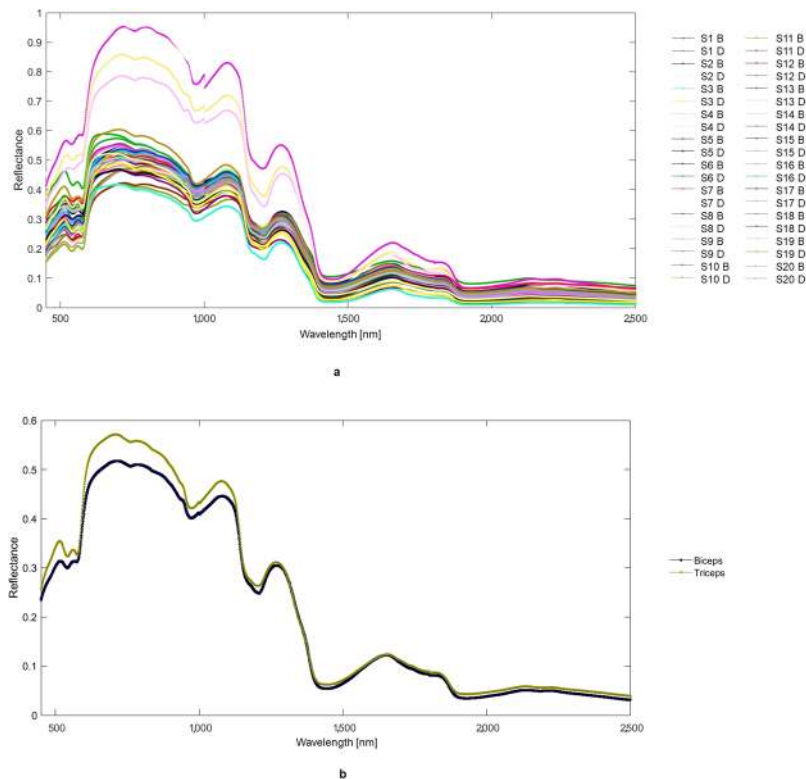 1
0.9
0.8
0.7
0.6
0.5
0.4
0.3
0.2
0.1
0
Reflectance
500
1,000
1,500
2,000
2,500
Wavelength [nm]
S1 B
S1 D
S2 B
S2 D
S3 B
S3 D
S4 B
S4 D
S5 B
S5 D
S6 B
S6 D
S7 B
S7 D
S8 B
S8 D
S9 B
S9 D
S10 B
S10 D
S11 B
S11 D
S12 B
S12 D
S13 B
S13 D
S14 B
S14 D
S15 B
S15 D
S16 B
S16 D
S17 B
S17 D
S18 B
S18 D
S19 B
S19 D
S20 B
S20 D
a
0.6
0.5
0.4
0.3
0.2
0.1
0
Reflectance
500
1,000
1,500
2,000
2,500
Wavelength [nm]
Biceps
Triceps
b